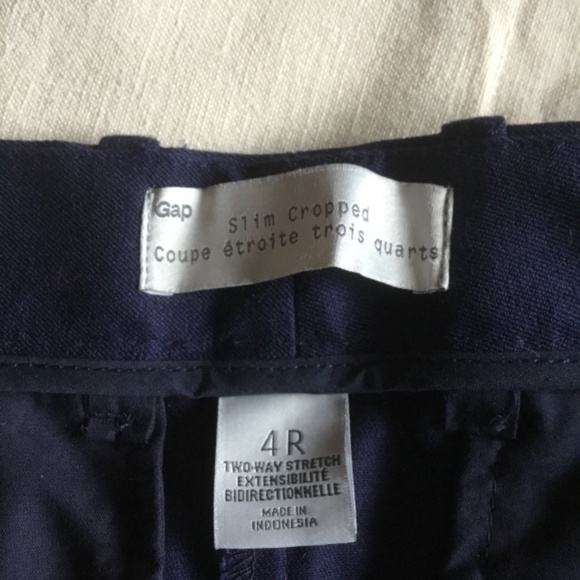 Gap
Slim Cropped
Coupe étroite trois quarts
4R
TWO-WAY STRETCH
EXTENSIBILITÉ
BIDIRECTIONNELLE
MADE IN
INDONESIA